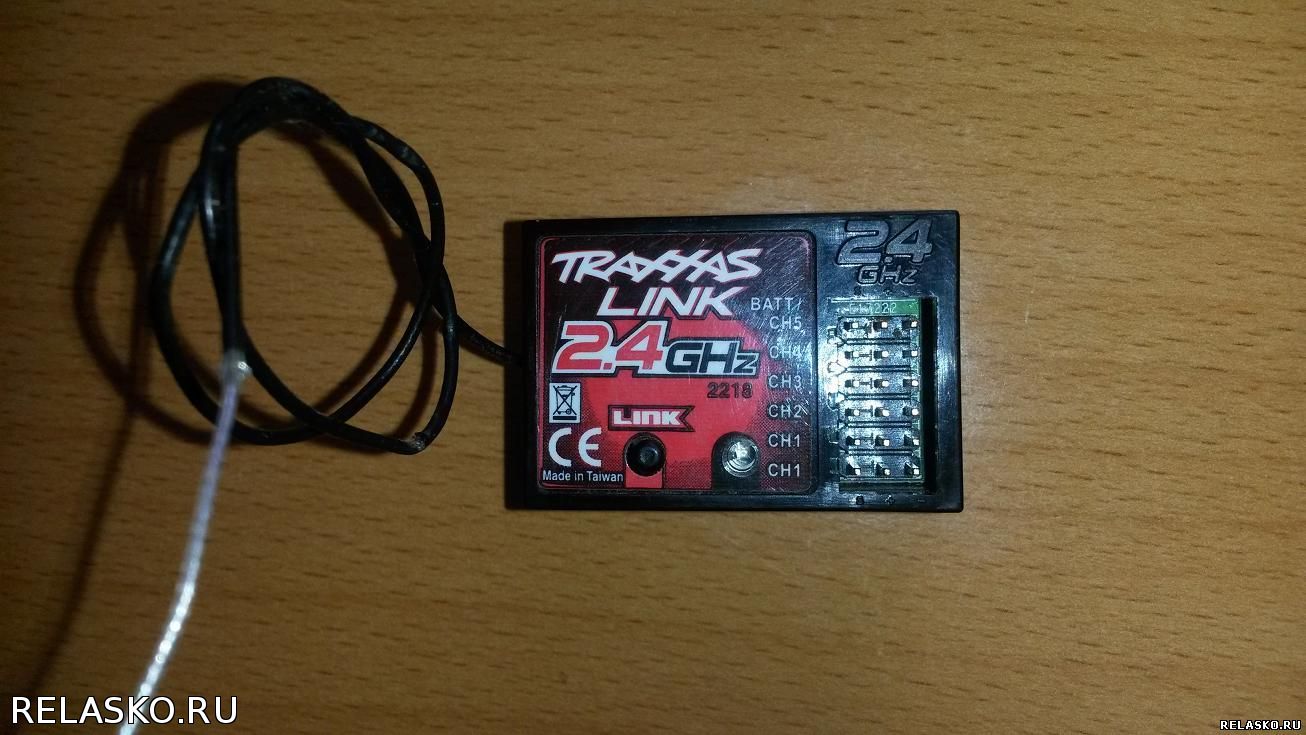 TRAXXAS
LINK
2.4GHz
2218
LINK
CE
Made in Taiwan
BATT/
CH5
CH4
CH3
CH2
CH1
CH1
2.4
GHz
RELASKO.RU
RELASKO.RU